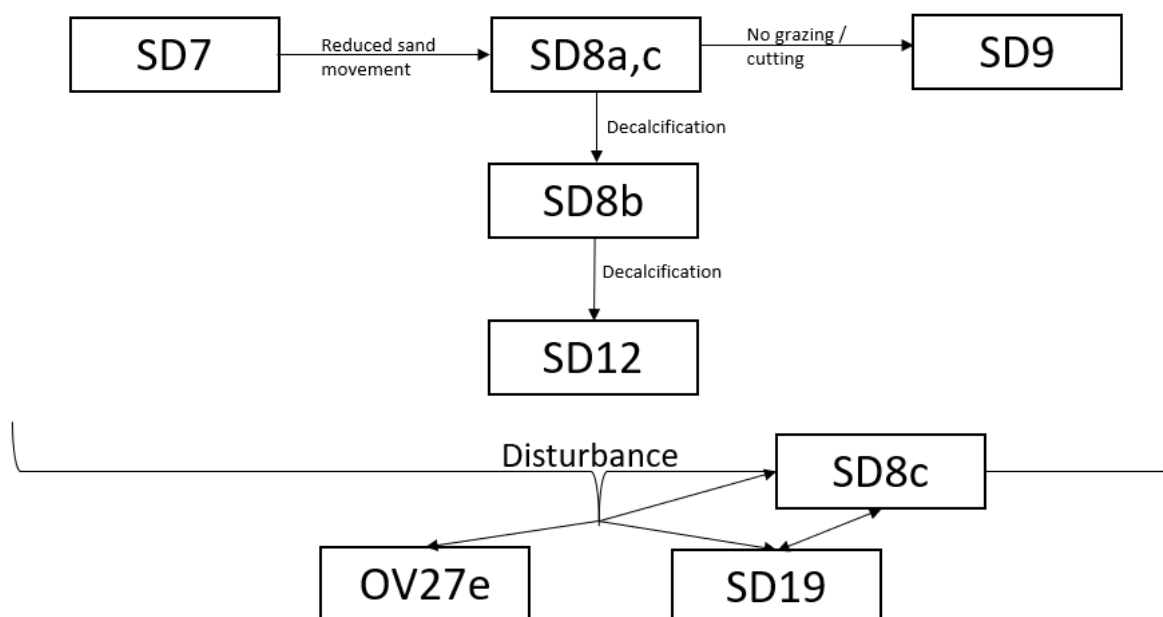 SD7
Reduced sand
movement
SD8a,c
No grazing /
cutting
SD9
Decalcification
SD8b
Decalcification
SD12
Disturbance
SD8c
OV27e
SD19